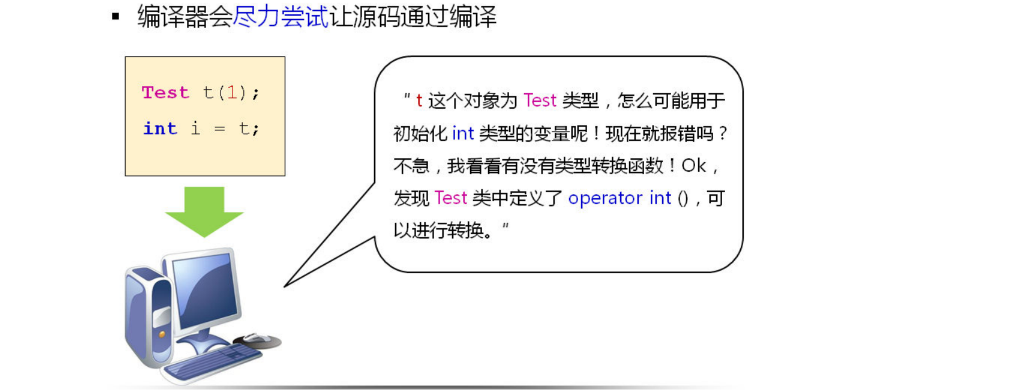 ▪ 编译器会尽力尝试让源码通过编译
Test t(1);
int i = t;
“ t 这个对象为 Test 类型，怎么可能用于
初始化 int 类型的变量呢！现在就报错吗？
不急，我看看有没有类型转换函数！Ok，
发现 Test 类中定义了 operator int ()，可
以进行转换。”